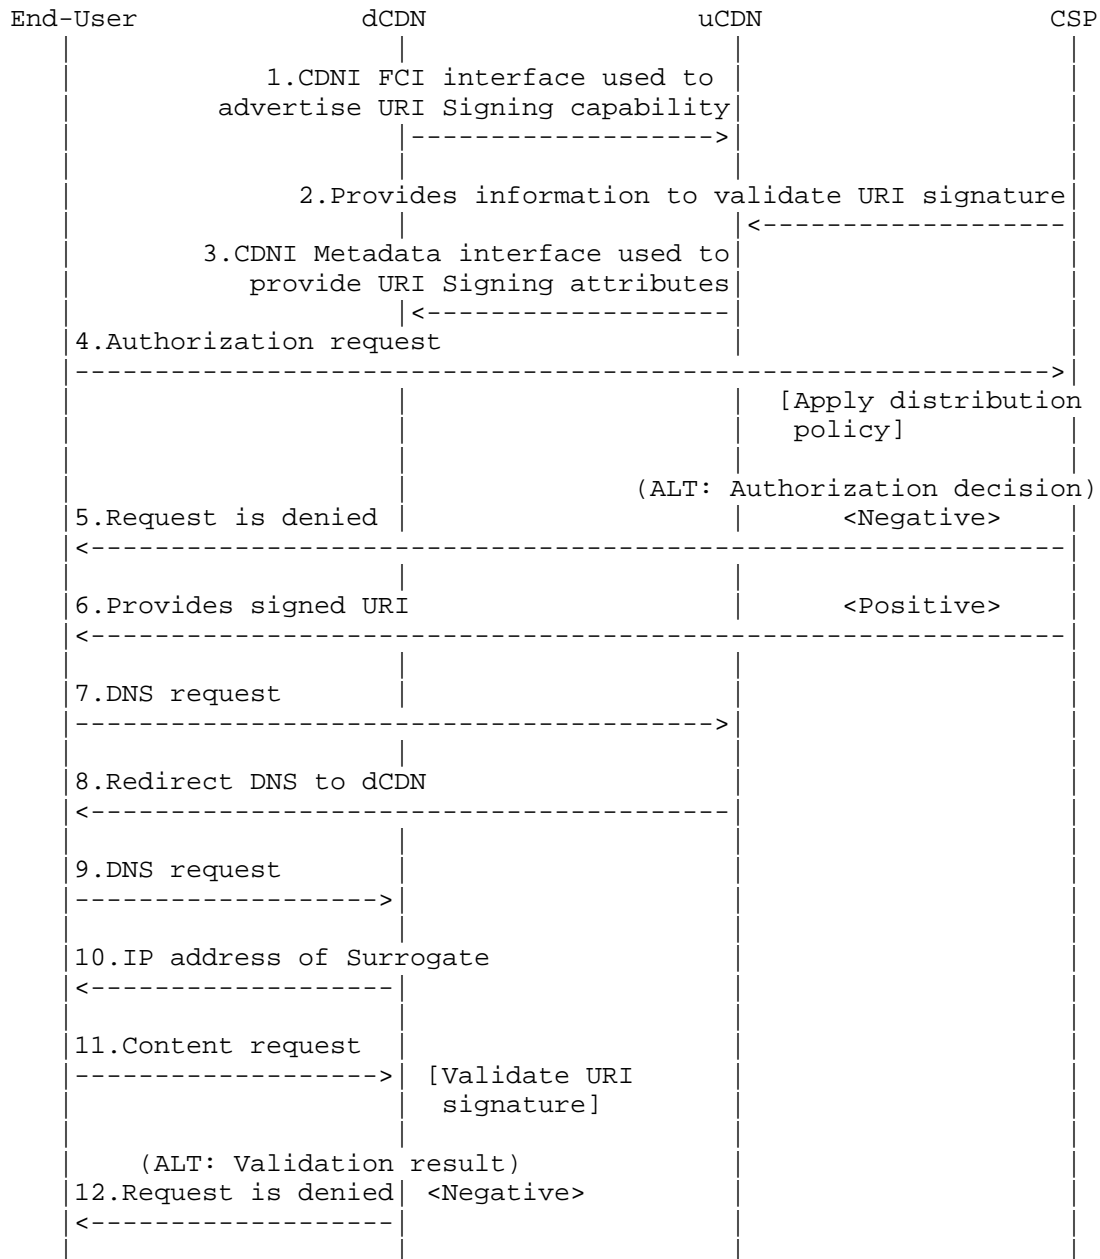 End-User dCDN uCDN CSP
1.CDNI FCI interface used to
advertise URI Signing capability
2.Provides information to validate URI signature
3.CDNI Metadata interface used to
provide URI Signing attributes
4.Authorization request
[Apply distribution
policy]
(ALT: Authorization decision)
5.Request is denied <Negative>
6.Provides signed URI <Positive>
7.DNS request
8.Redirect DNS to dCDN
9.DNS request
10.IP address of Surrogate
11.Content request
[Validate URI
signature]
(ALT: Validation result)
12.Request is denied <Negative>